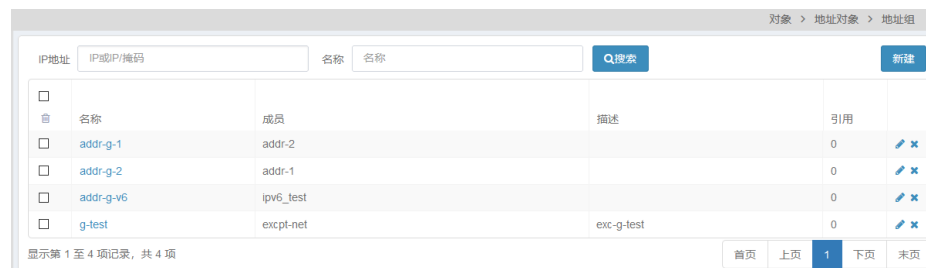 对象 > 地址对象 > 地址组
IP地址 IP或IP/掩码 名称 名称 搜索 新建
名称 成员 描述 引用
addr-g-1 addr-2 0
addr-g-2 addr-1 0
addr-g-v6 ipv6_test 0
g-test excpt-net exc-g-test 0
显示第 1 至 4 项记录，共 4 项 首页 上页 1 下页 末页